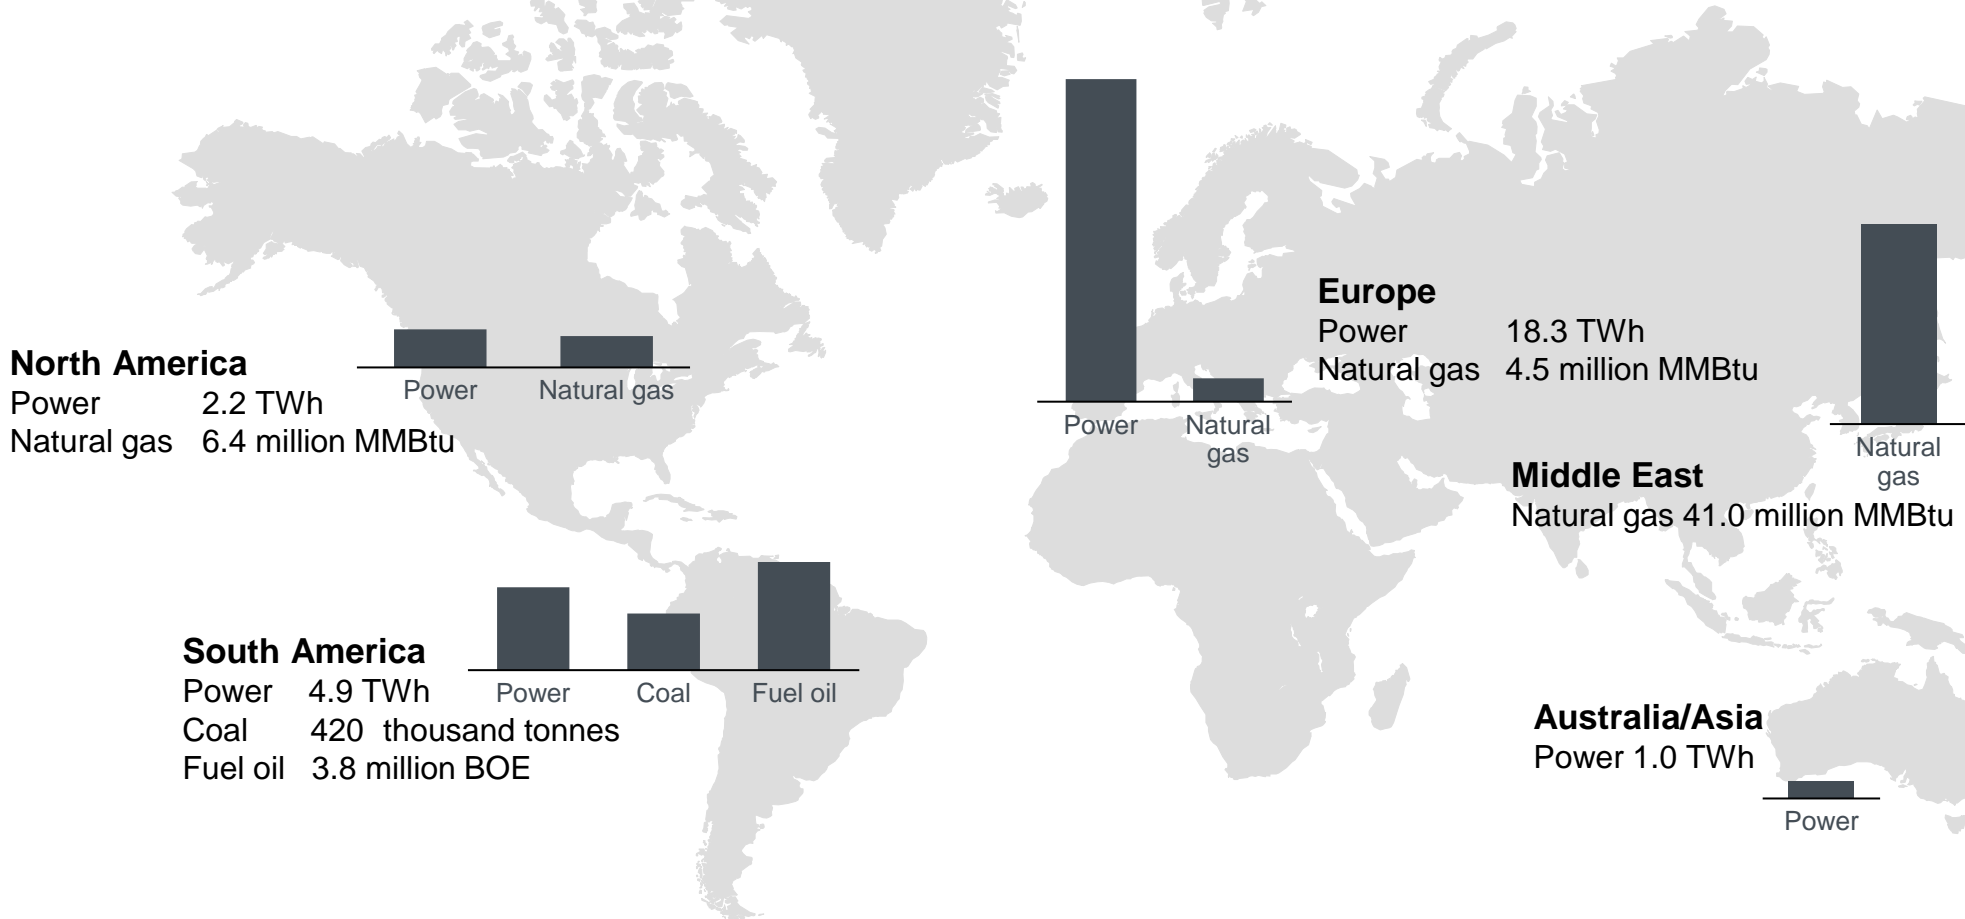 North America
Power 2.2 TWh
Natural gas 6.4 million MMBtu
Power Natural gas
South America
Power 4.9 TWh
Coal 420 thousand tonnes
Fuel oil 3.8 million BOE
Power Coal Fuel oil
Europe
Power 18.3 TWh
Natural gas 4.5 million MMBtu
Power Natural
gas
Middle East
Natural gas 41.0 million MMBtu
Natural
gas
Australia/Asia
Power 1.0 TWh
Power